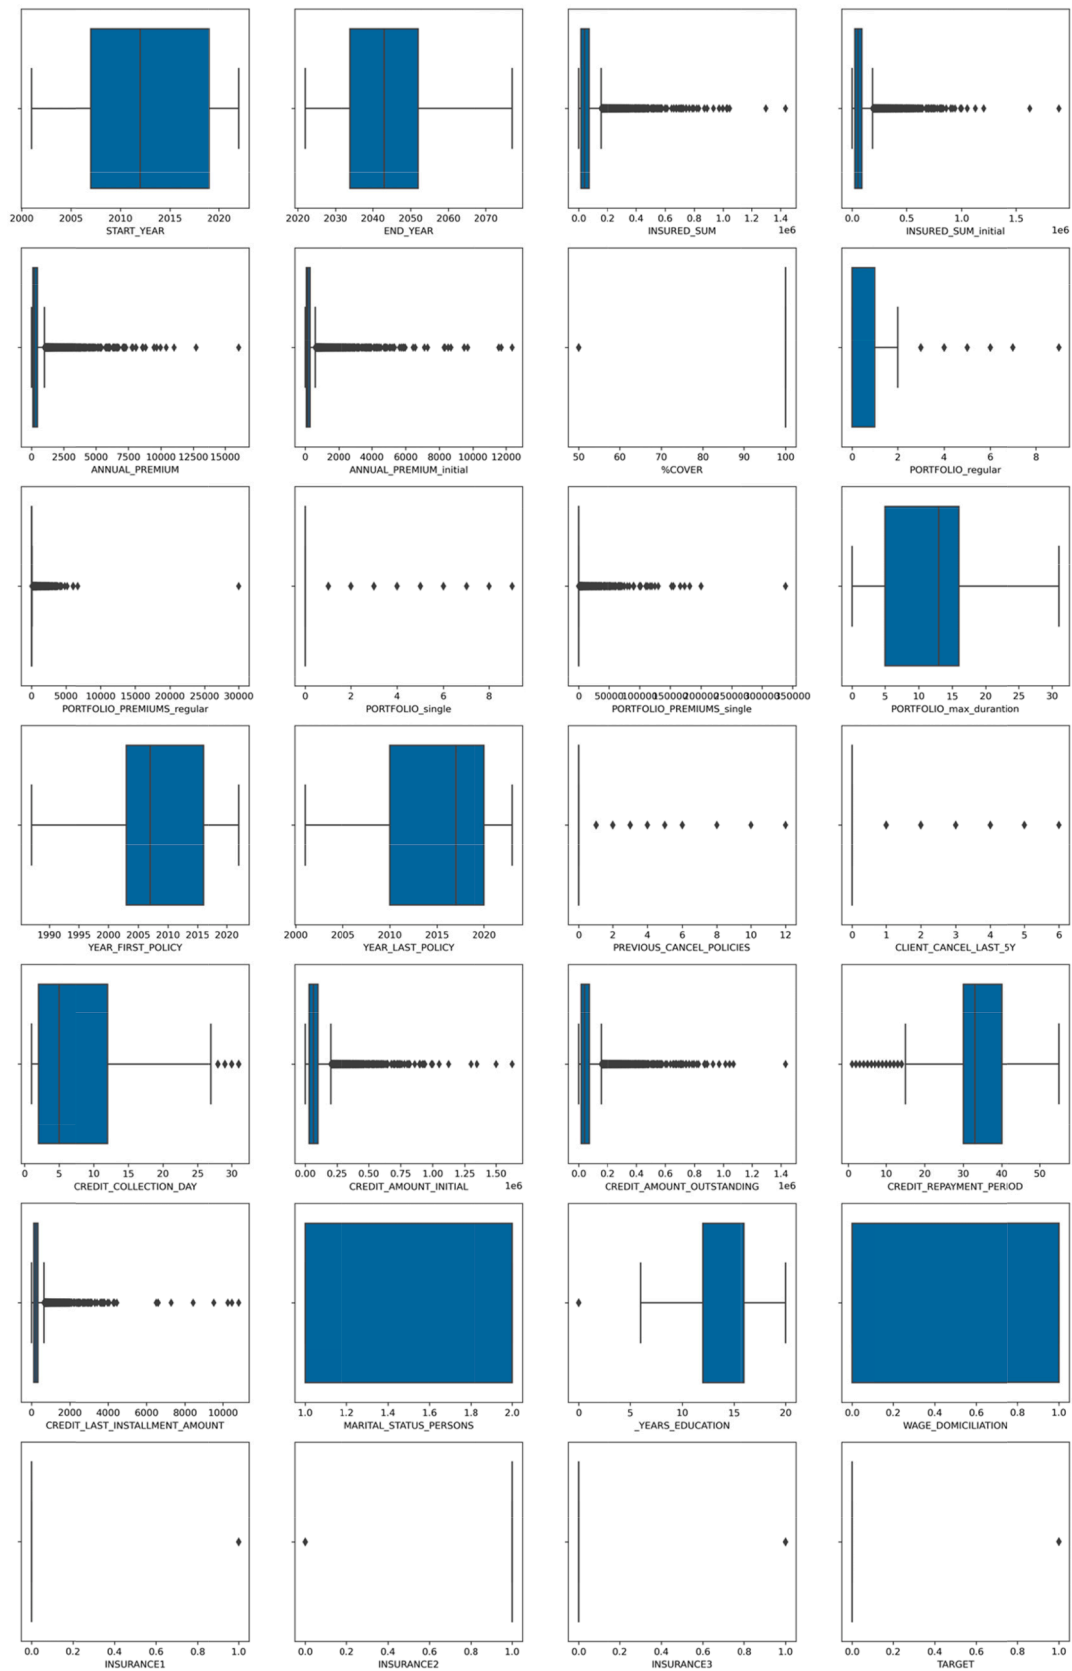 2000 2005 2010 2015 2020
START_YEAR
2020 2030 2040 2050 2060 2070
END_YEAR
0.0 0.2 0.4 0.6 0.8 1.0 1.2 1.4
INSURED_SUM 1e6
0.0 0.5 1.0 1.5
INSURED_SUM_initial 1e6
0 2500 5000 7500 10000 12500 15000
ANNUAL_PREMIUM
0 2000 4000 6000 8000 10000 12000
ANNUAL_PREMIUM_initial
50 60 70 80 90 100
%COVER
0 2 4 6 8
PORTFOLIO_regular
0 5000 10000 15000 20000 25000 30000
PORTFOLIO_PREMIUMS_regular
0 2 4 6 8
PORTFOLIO_single
0 50000 100000 150000 200000 250000 300000 350000
PORTFOLIO_PREMIUMS_single
0 5 10 15 20 25 30
PORTFOLIO_max_durantion
1990 1995 2000 2005 2010 2015 2020
YEAR_FIRST_POLICY
2000 2005 2010 2015 2020
YEAR_LAST_POLICY
0 2 4 6 8 10 12
PREVIOUS_CANCEL_POLICIES
0 1 2 3 4 5 6
CLIENT_CANCEL_LAST_5Y
0 5 10 15 20 25 30
CREDIT_COLLECTION_DAY
0.00 0.25 0.50 0.75 1.00 1.25 1.50
CREDIT_AMOUNT_INITIAL 1e6
0.0 0.2 0.4 0.6 0.8 1.0 1.2 1.4
CREDIT_AMOUNT_OUTSTANDING 1e6
0 10 20 30 40 50
CREDIT_REPAYMENT_PERIOD
0 2000 4000 6000 8000 10000
CREDIT_LAST_INSTALLMENT_AMOUNT
1.0 1.2 1.4 1.6 1.8 2.0
MARITAL_STATUS_PERSONS
0 5 10 15 20
_YEARS_EDUCATION
0.0 0.2 0.4 0.6 0.8 1.0
WAGE_DOMICILIATION
0.0 0.2 0.4 0.6 0.8 1.0
INSURANCE1
0.0 0.2 0.4 0.6 0.8 1.0
INSURANCE2
0.0 0.2 0.4 0.6 0.8 1.0
INSURANCE3
0.0 0.2 0.4 0.6 0.8 1.0
TARGET